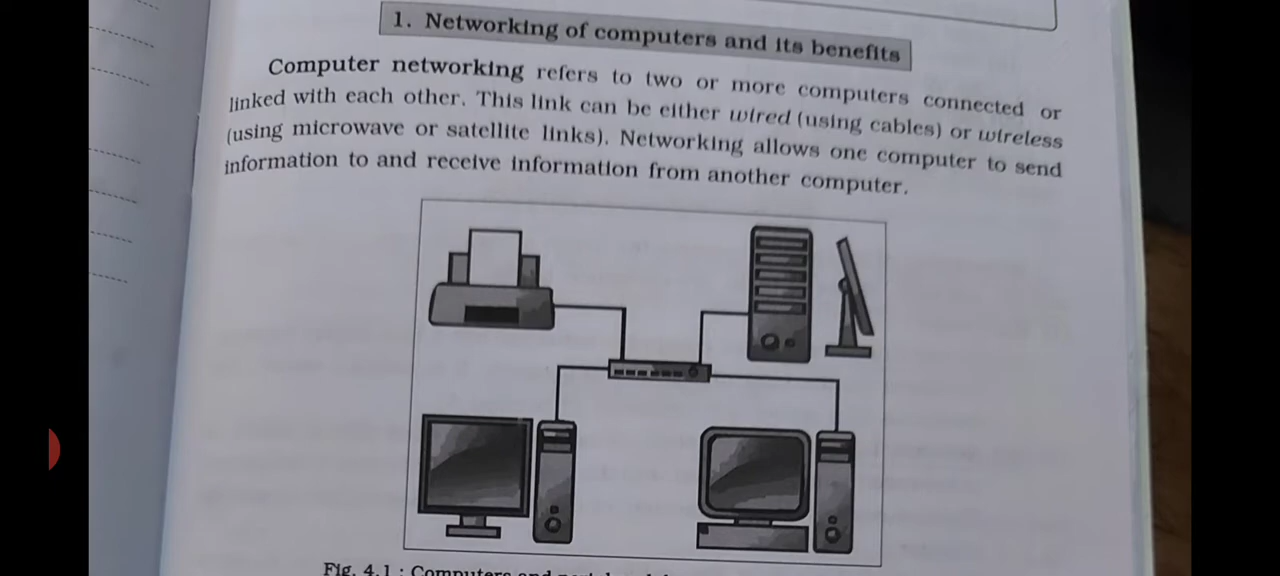 1. Networking of computers and its benefits
Computer networking refers to two or more computers connected or
linked with each other. This link can be either wired (using cables) or wireless
(using microwave or satellite links). Networking allows one computer to send
information to and receive information from another computer.
Fig. 4.1 : Computers and